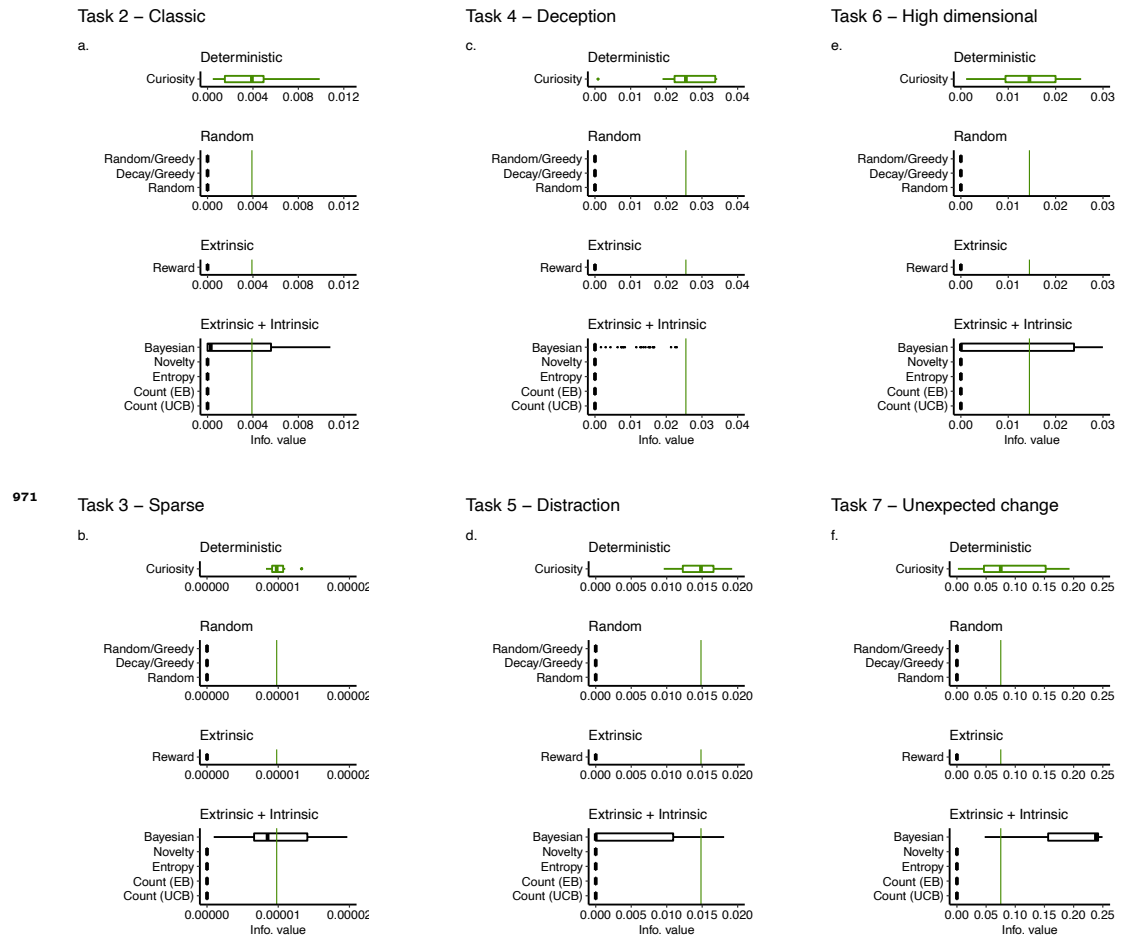 Task 2 – Classic
a.
Deterministic
Curiosity
0.000 0.004 0.008 0.012
Random
Random/Greedy
Decay/Greedy
Random
0.000 0.004 0.008 0.012
Extrinsic
Reward
0.000 0.004 0.008 0.012
Extrinsic + Intrinsic
Bayesian
Novelty
Entropy
Count (EB)
Count (UCB)
0.000 0.004 0.008 0.012
Info. value
Task 4 – Deception
c.
Deterministic
Curiosity
0.00 0.01 0.02 0.03 0.04
Random
Random/Greedy
Decay/Greedy
Random
0.00 0.01 0.02 0.03 0.04
Extrinsic
Reward
0.00 0.01 0.02 0.03 0.04
Extrinsic + Intrinsic
Bayesian
Novelty
Entropy
Count (EB)
Count (UCB)
0.00 0.01 0.02 0.03 0.04
Info. value
Task 6 – High dimensional
e.
Deterministic
Curiosity
0.00 0.01 0.02 0.03
Random
Random/Greedy
Decay/Greedy
Random
0.00 0.01 0.02 0.03
Extrinsic
Reward
0.00 0.01 0.02 0.03
Extrinsic + Intrinsic
Bayesian
Novelty
Entropy
Count (EB)
Count (UCB)
0.00 0.01 0.02 0.03
Info. value
971
Task 3 – Sparse
b.
Deterministic
Curiosity
0.00000 0.00001 0.00002
Random
Random/Greedy
Decay/Greedy
Random
0.00000 0.00001 0.00002
Extrinsic
Reward
0.00000 0.00001 0.00002
Extrinsic + Intrinsic
Bayesian
Novelty
Entropy
Count (EB)
Count (UCB)
0.00000 0.00001 0.00002
Info. value
Task 5 – Distraction
d.
Deterministic
Curiosity
0.000 0.005 0.010 0.015 0.020
Random
Random/Greedy
Decay/Greedy
Random
0.000 0.005 0.010 0.015 0.020
Extrinsic
Reward
0.000 0.005 0.010 0.015 0.020
Extrinsic + Intrinsic
Bayesian
Novelty
Entropy
Count (EB)
Count (UCB)
0.000 0.005 0.010 0.015 0.020
Info. value
Task 7 – Unexpected change
f.
Deterministic
Curiosity
0.00 0.05 0.10 0.15 0.20 0.25
Random
Random/Greedy
Decay/Greedy
Random
0.00 0.05 0.10 0.15 0.20 0.25
Extrinsic
Reward
0.00 0.05 0.10 0.15 0.20 0.25
Extrinsic + Intrinsic
Bayesian
Novelty
Entropy
Count (EB)
Count (UCB)
0.00 0.05 0.10 0.15 0.20 0.25
Info. value